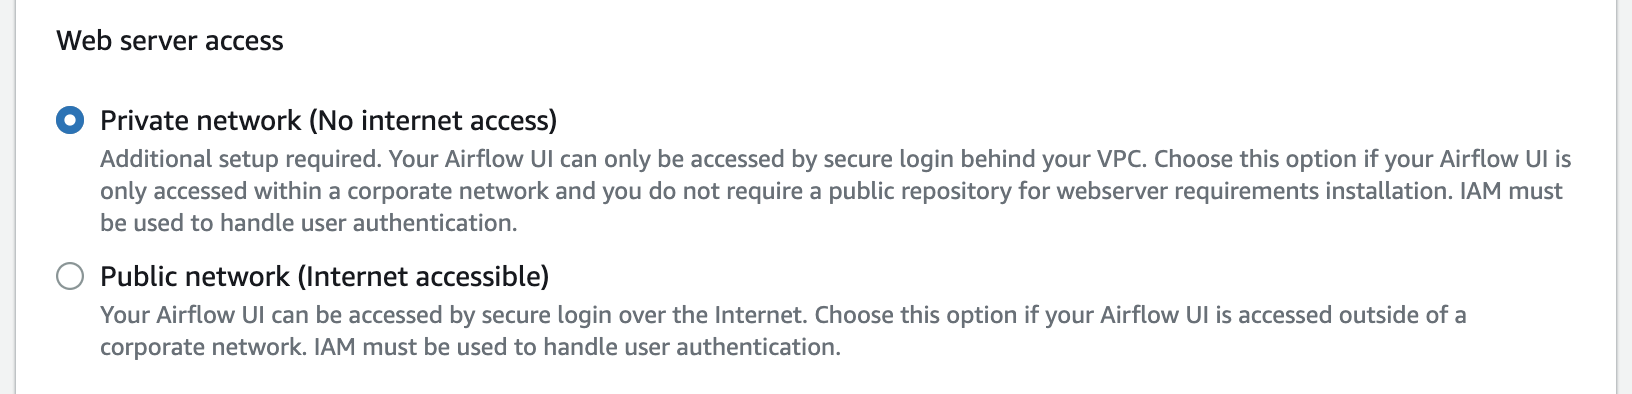 Web server access
Private network (No internet access)
Additional setup required. Your Airflow UI can only be accessed by secure login behind your VPC. Choose this option if your Airflow UI is
only accessed within a corporate network and you do not require a public repository for webserver requirements installation. IAM must
be used to handle user authentication.
Public network (Internet accessible)
Your Airflow UI can be accessed by secure login over the Internet. Choose this option if your Airflow UI is accessed outside of a
corporate network. IAM must be used to handle user authentication.